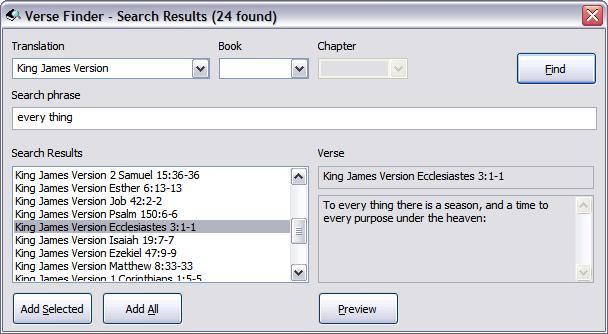 Verse Finder - Search Results (24 found)
Translation Book Chapter
King James Version
Find
Search phrase
every thing
Search Results
King James Version 2 Samuel 15:36-36
King James Version Esther 6:13-13
King James Version Job 42:2-2
King James Version Psalm 150:6-6
King James Version Ecclesiastes 3:1-1
King James Version Isaiah 19:7-7
King James Version Ezekiel 47:9-9
King James Version Matthew 8:33-33
King James Version 1 Corinthians 1:5-5
Verse
King James Version Ecclesiastes 3:1-1
To every thing there is a season, and a time to
every purpose under the heaven:
Add Selected
Add All
Preview